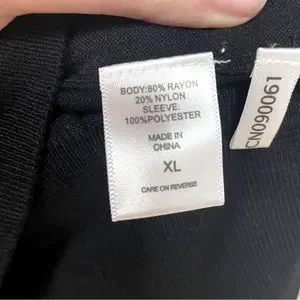 BODY:80% RAYON
20% NYLON
SLEEVE:
100%POLYESTER
MADE IN
CHINA
XL
CARE ON REVERSE
CN090061